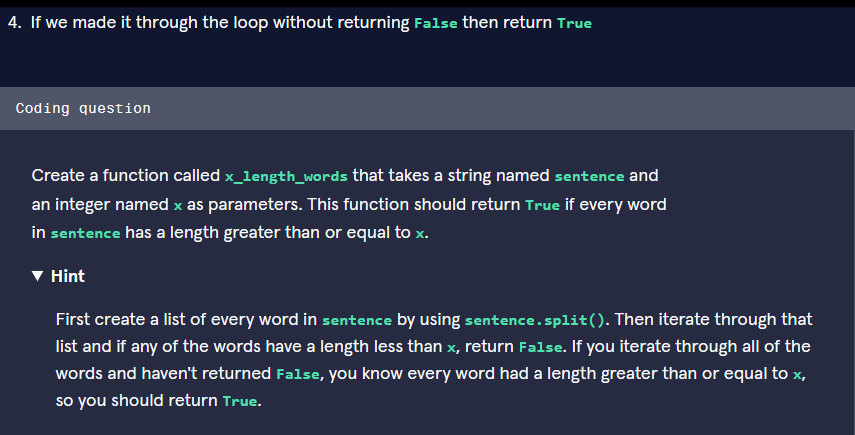 4. If we made it through the loop without returning False then return True
Coding question
Create a function called x_length_words that takes a string named sentence and
an integer named x as parameters. This function should return True if every word
in sentence has a length greater than or equal to x.
▼ Hint
First create a list of every word in sentence by using sentence.split(). Then iterate through that
list and if any of the words have a length less than x, return False. If you iterate through all of the
words and haven't returned False, you know every word had a length greater than or equal to x,
so you should return True.